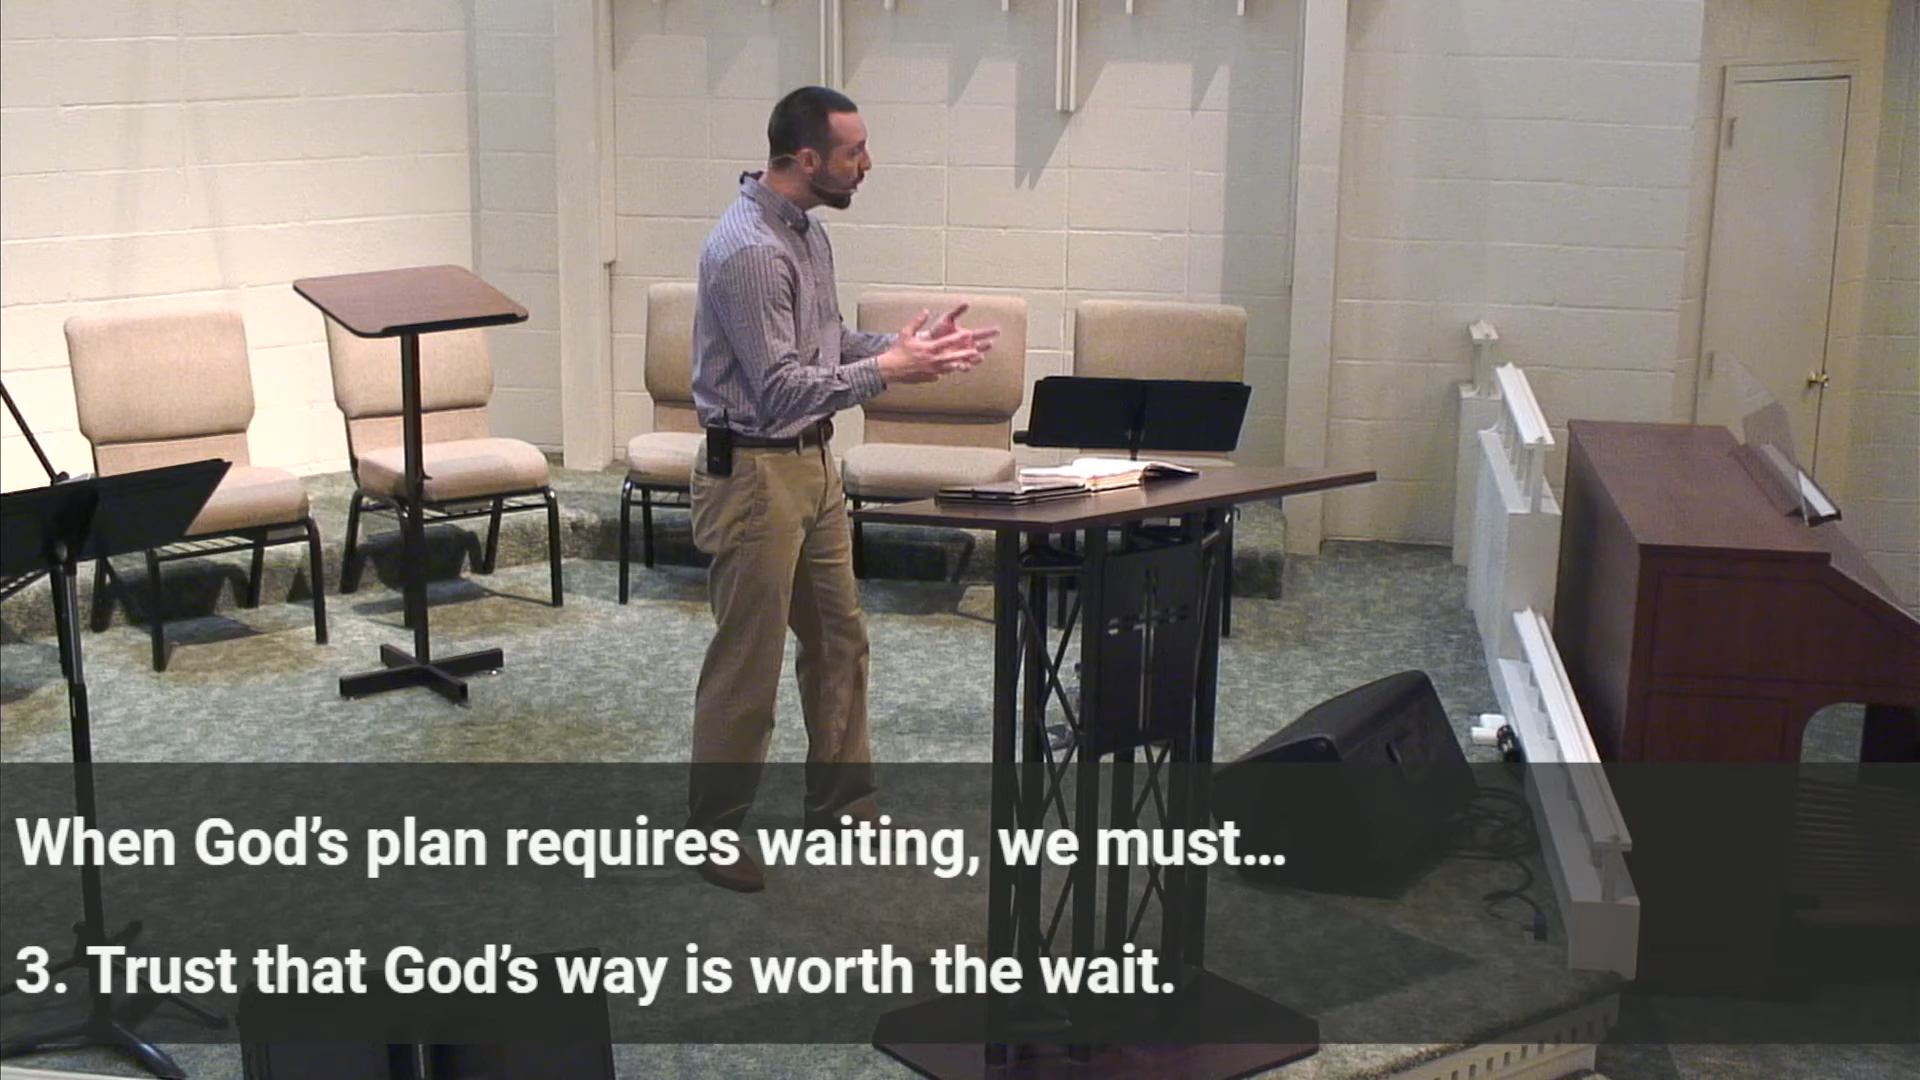 When God’s plan requires waiting, we must...
3. Trust that God’s way is worth the wait.